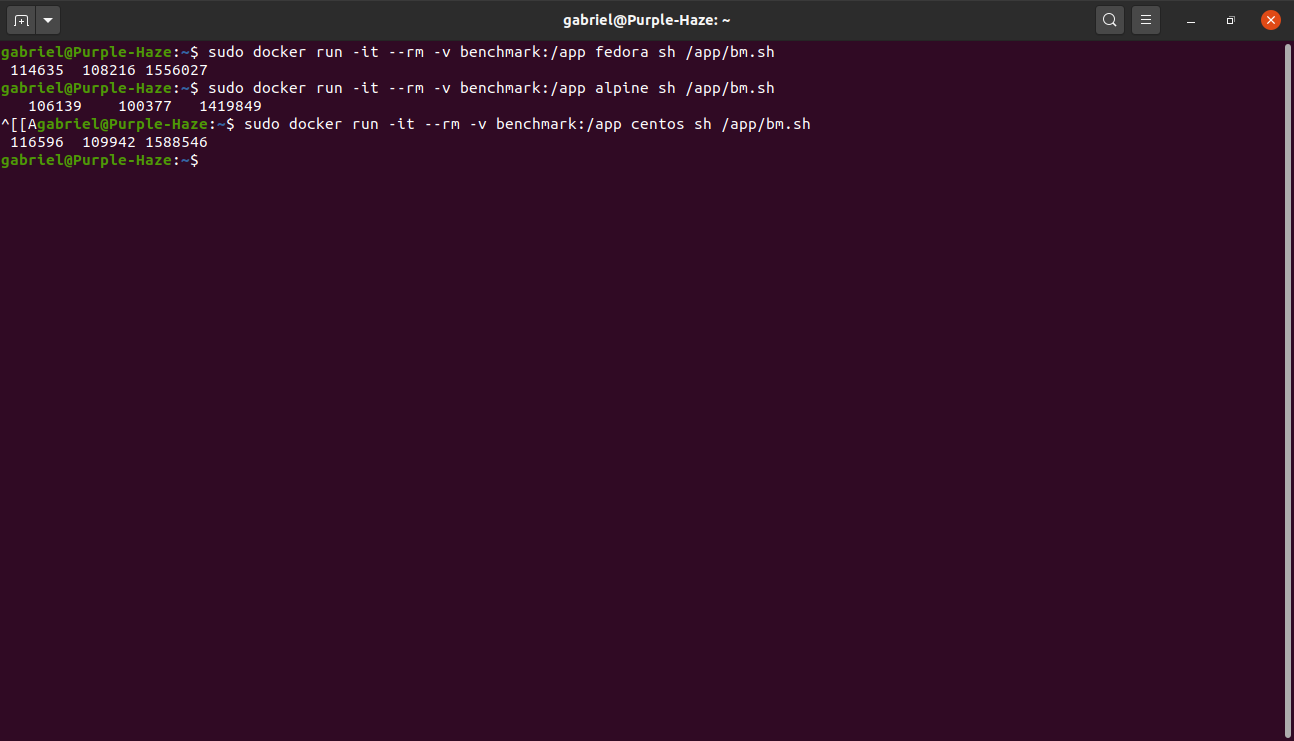 gabriel@Purple-Haze: ~
gabriel@Purple-Haze:~$ sudo docker run -it --rm -v benchmark:/app fedora sh /app/bm.sh
 114635  108216 1556027
gabriel@Purple-Haze:~$ sudo docker run -it --rm -v benchmark:/app alpine sh /app/bm.sh
   106139    100377   1419849
^[[Agabriel@Purple-Haze:~$ sudo docker run -it --rm -v benchmark:/app centos sh /app/bm.sh
 116596  109942 1588546
gabriel@Purple-Haze:~$